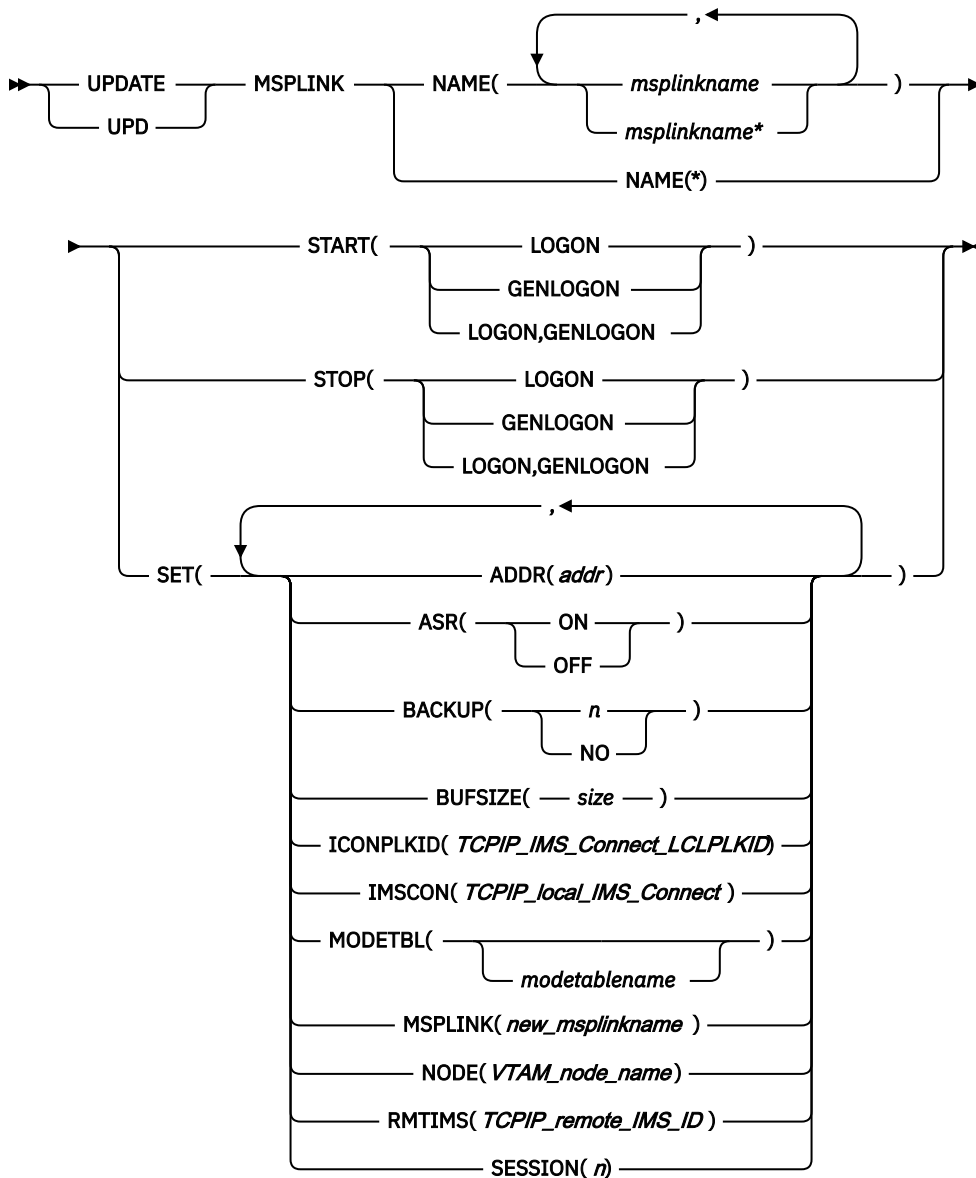 ,
UPDATE MSPLINK NAME( msplinkname )
UPD msplinkname*
NAME(*)
START( LOGON )
GENLOGON
LOGON,GENLOGON
STOP( LOGON )
GENLOGON
LOGON,GENLOGON
,
SET( ADDR( addr) )
ASR( ON )
OFF
BACKUP( n )
NO
BUFSIZE( size )
ICONPLKID( TCPIP_IMS_Connect_LCLPLKID)
IMSCON( TCPIP_local_IMS_Connect )
MODETBL( )
modetablename
MSPLINK( new_msplinkname )
NODE( VTAM_node_name)
RMTIMS( TCPIP_remote_IMS_ID )
SESSION( n)